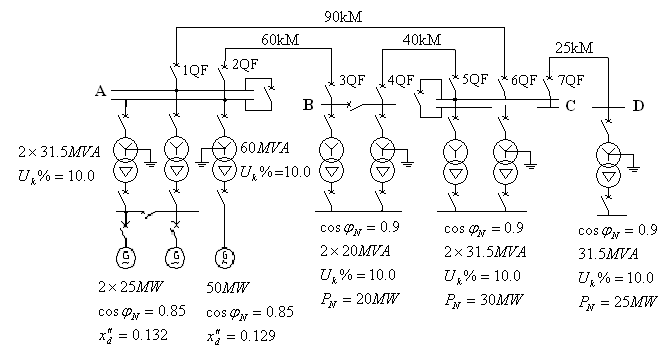 90kM
60kM
40kM
25kM
1QF
2QF
3QF
4QF
5QF
6QF
7QF
A
B
C
D
2×31.5MVA
U_k%=10.0
60MVA
U_k%=10.0
G
~
G
~
G
~
2×25MW
cosφ_N=0.85
x_d''=0.132
50MW
cosφ_N=0.85
x_d''=0.129
cosφ_N=0.9
2×20MVA
U_k%=10.0
P_N=20MW
cosφ_N=0.9
2×31.5MVA
U_k%=10.0
P_N=30MW
cosφ_N=0.9
31.5MVA
U_k%=10.0
P_N=25MW